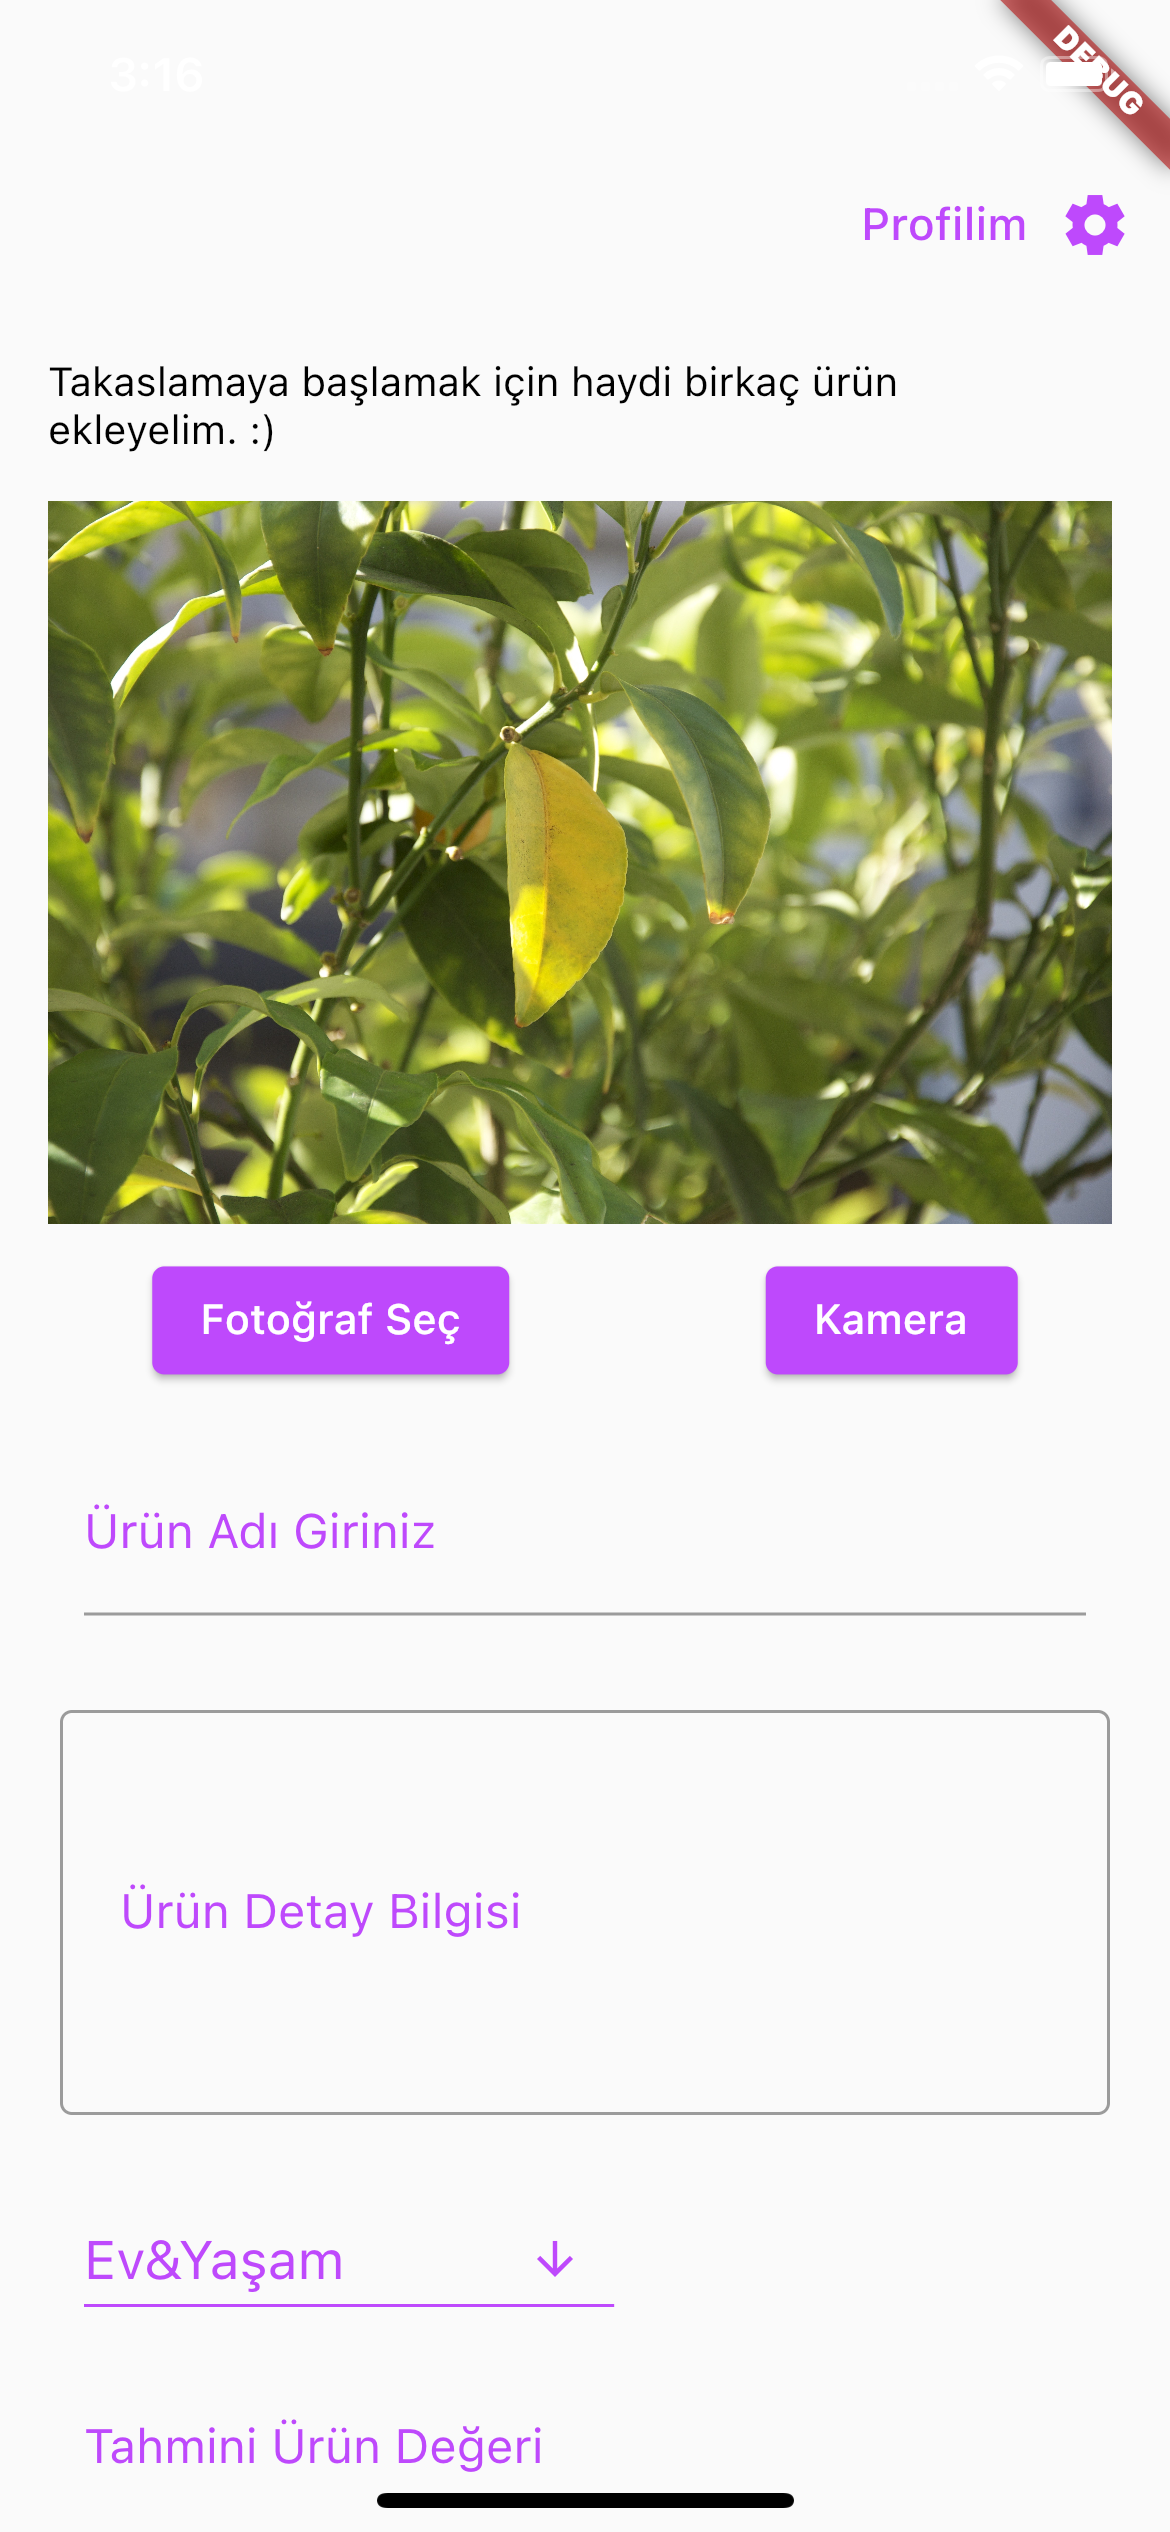 3:16
DEBUG
Profilim
Takaslamaya başlamak için haydi birkaç ürün
ekleyelim. :)
Fotoğraf Seç
Kamera
Ürün Adı Giriniz
Ürün Detay Bilgisi
Ev&Yaşam
Tahmini Ürün Değeri